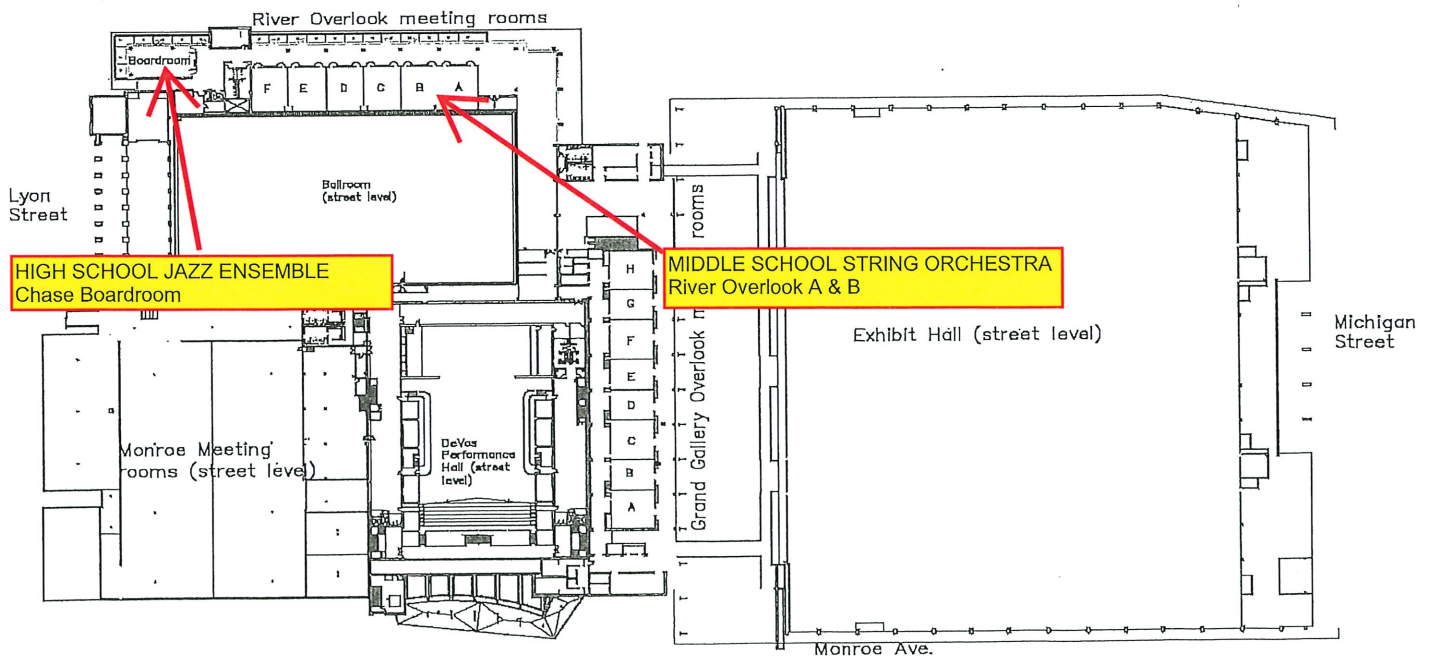 River Overlook meeting rooms
Boardroom
F E D C B A
Ballroom
(street level)
Lyon
Street
HIGH SCHOOL JAZZ ENSEMBLE
Chase Boardroom
MIDDLE SCHOOL STRING ORCHESTRA
River Overlook A & B
H
G
F
E
D
C
B
A
Grand Gallery Overlook m
rooms
Exhibit Hall (street level)
Michigan
Street
Monroe Meeting
rooms (street level)
DeVos
Performance
Hall (street
level)
Monroe Ave.